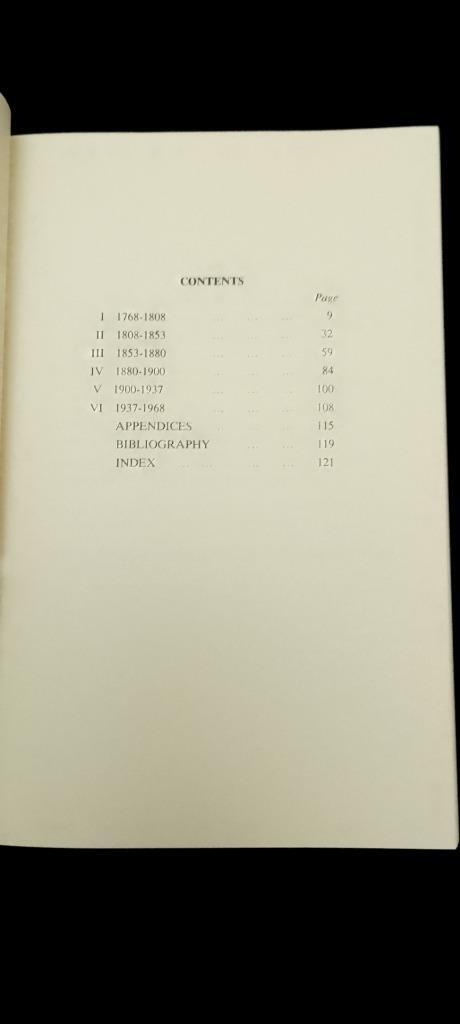 CONTENTS
Page
I 1768-1808 ... ... ... 9
II 1808-1853 ... ... ... 32
III 1853-1880 ... ... ... 59
IV 1880-1900 ... ... ... 84
V 1900-1937 ... ... ... 100
VI 1937-1968 ... ... ... 108
APPENDICES ... ... ... 115
BIBLIOGRAPHY ... ... 119
INDEX ... ... ... ... 121